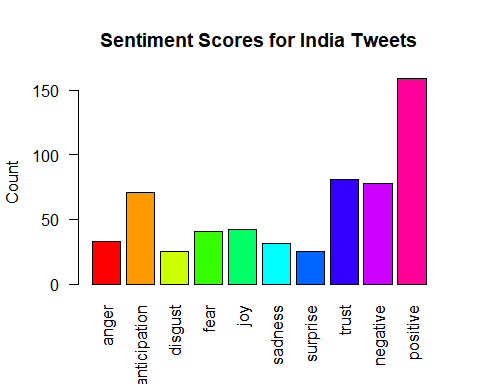 Sentiment Scores for India Tweets
Count
150
100
50
0
anger
anticipation
disgust
fear
joy
sadness
surprise
trust
negative
positive